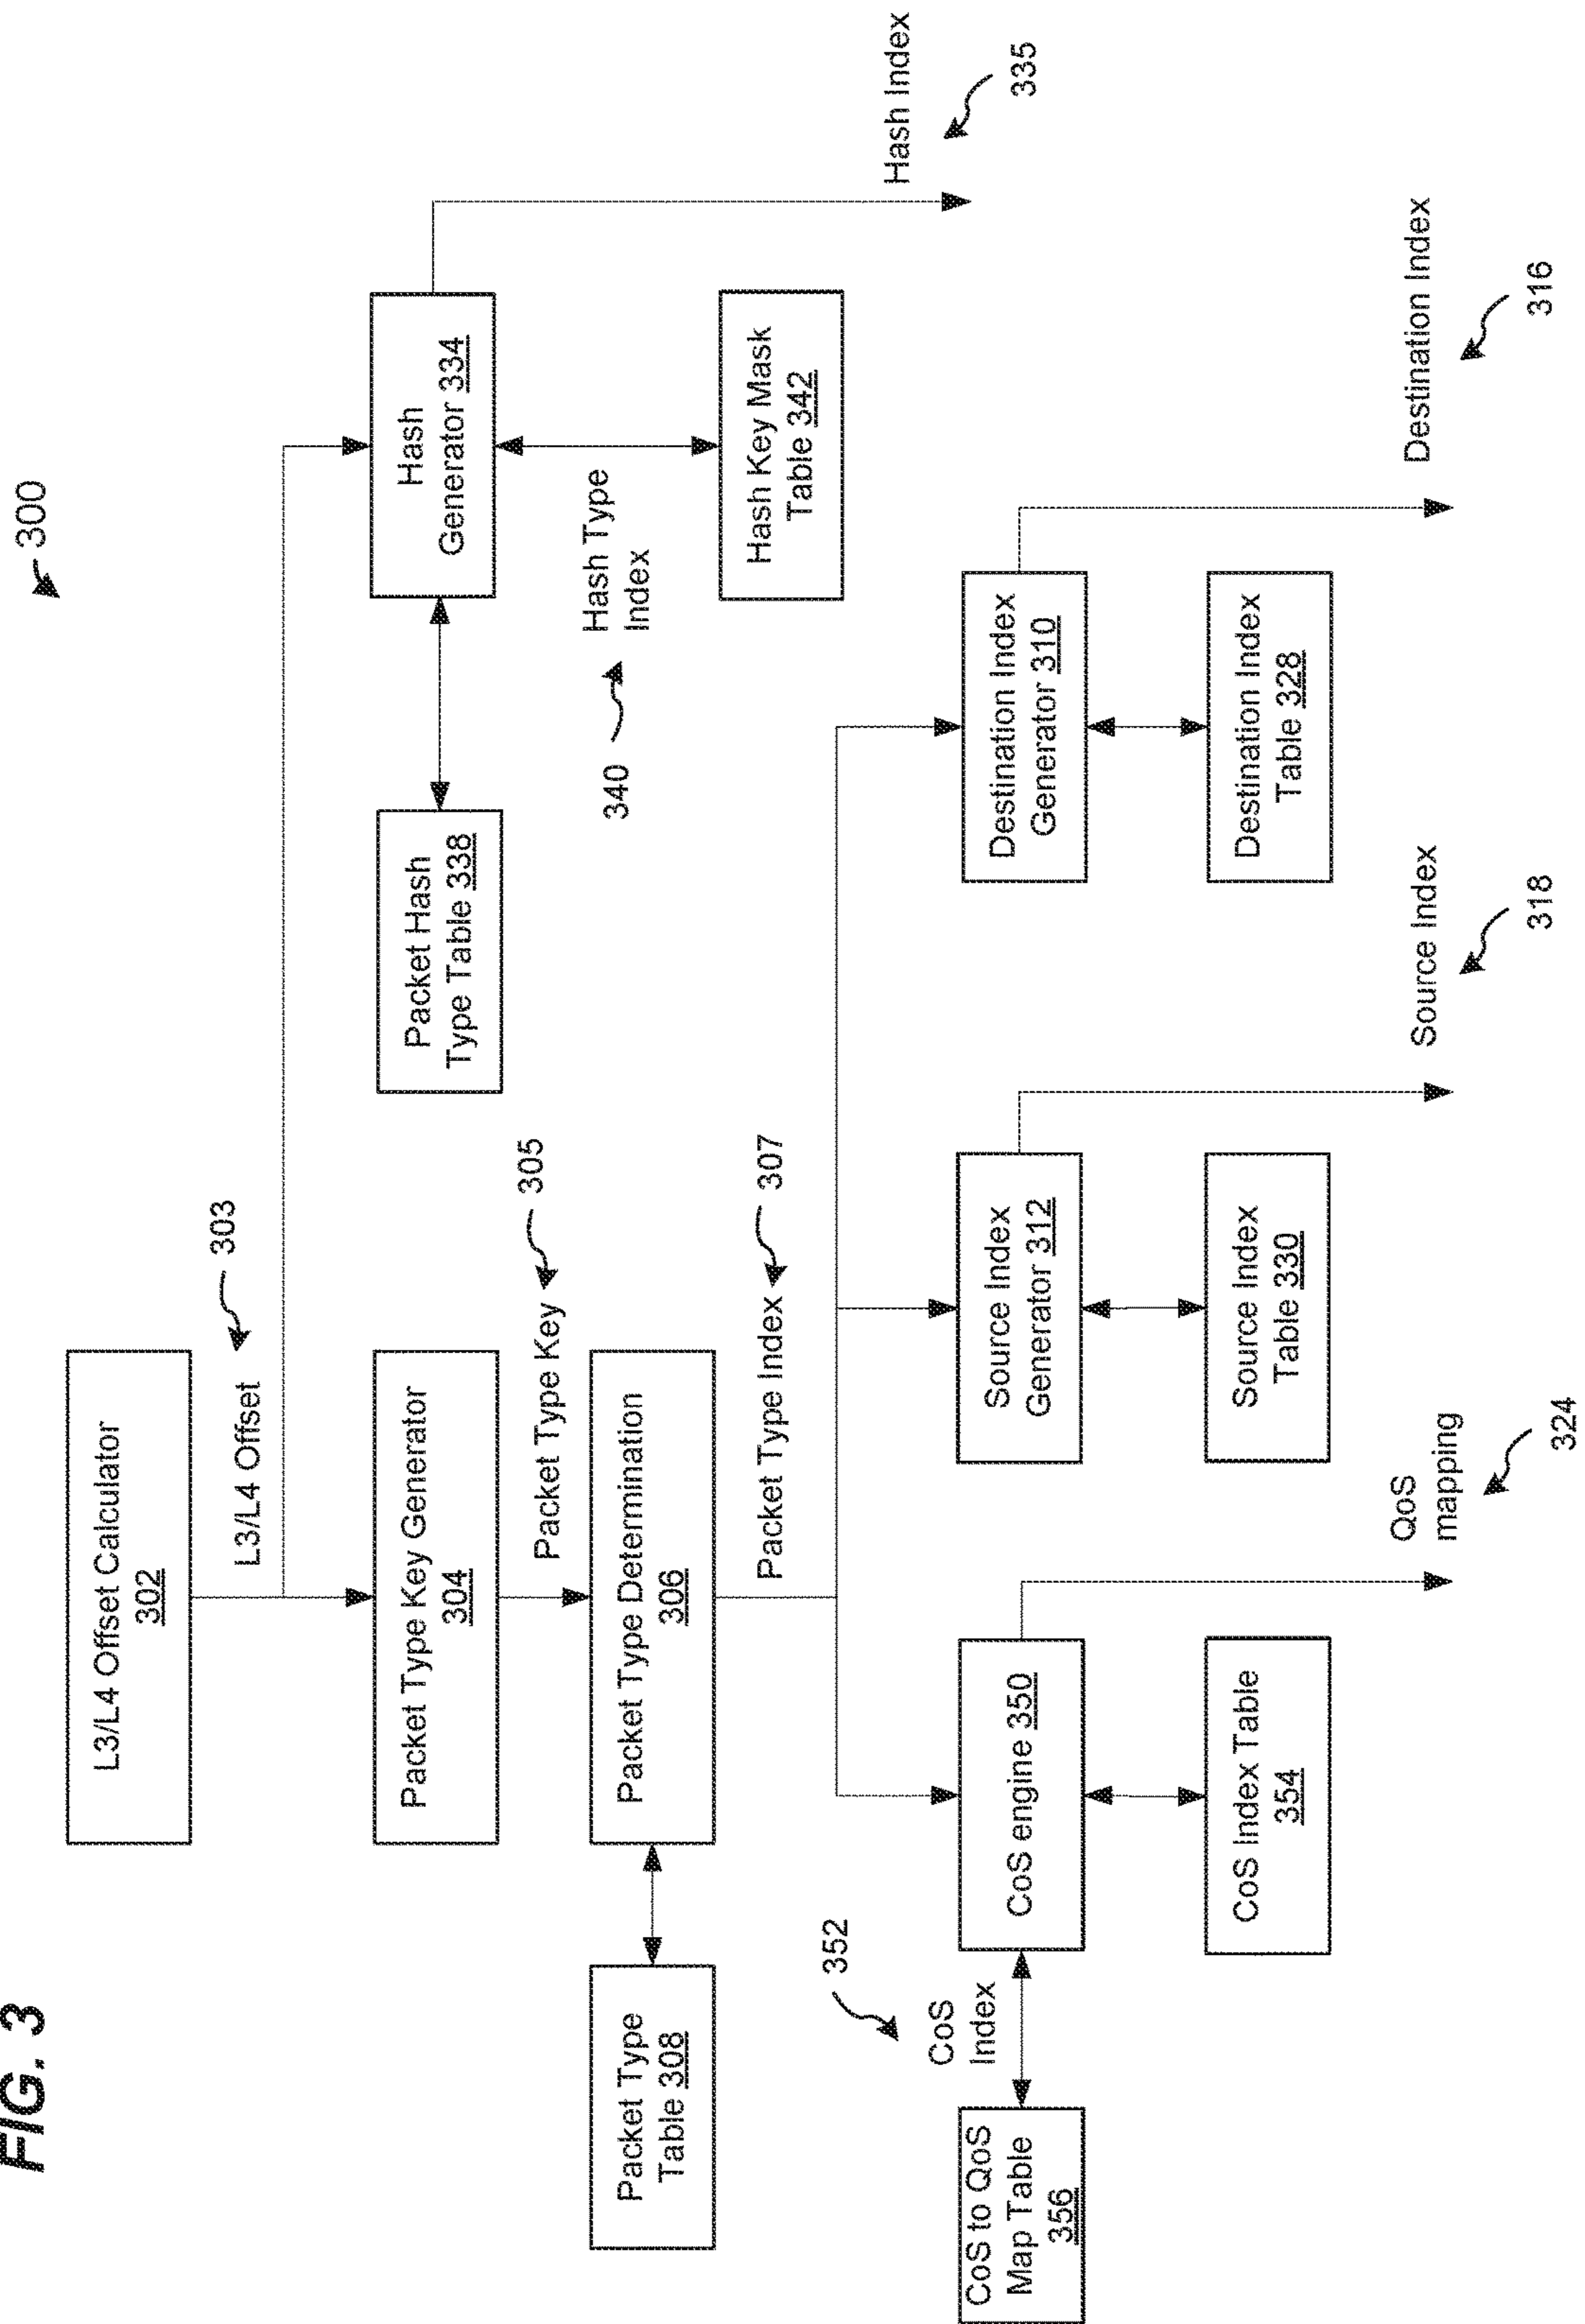 FIG. 3
300
L3/L4 Offset Calculator
302
303
L3/L4 Offset
Packet Type Key Generator
304
Packet Hash
Type Table 338
Hash
Generator 334
305
Packet Type Key
340
Hash Type
Index
Packet Type
Table 308
Packet Type Determination
306
Hash Key Mask
Table 342
307
Packet Type Index
Hash Index
335
352
CoS
Index
CoS to QoS
Map Table
356
CoS engine 350
Source Index
Generator 312
Destination Index
Generator 310
CoS Index Table
354
Source Index
Table 330
Destination Index
Table 328
QoS
mapping
324
Source Index
318
Destination Index
316